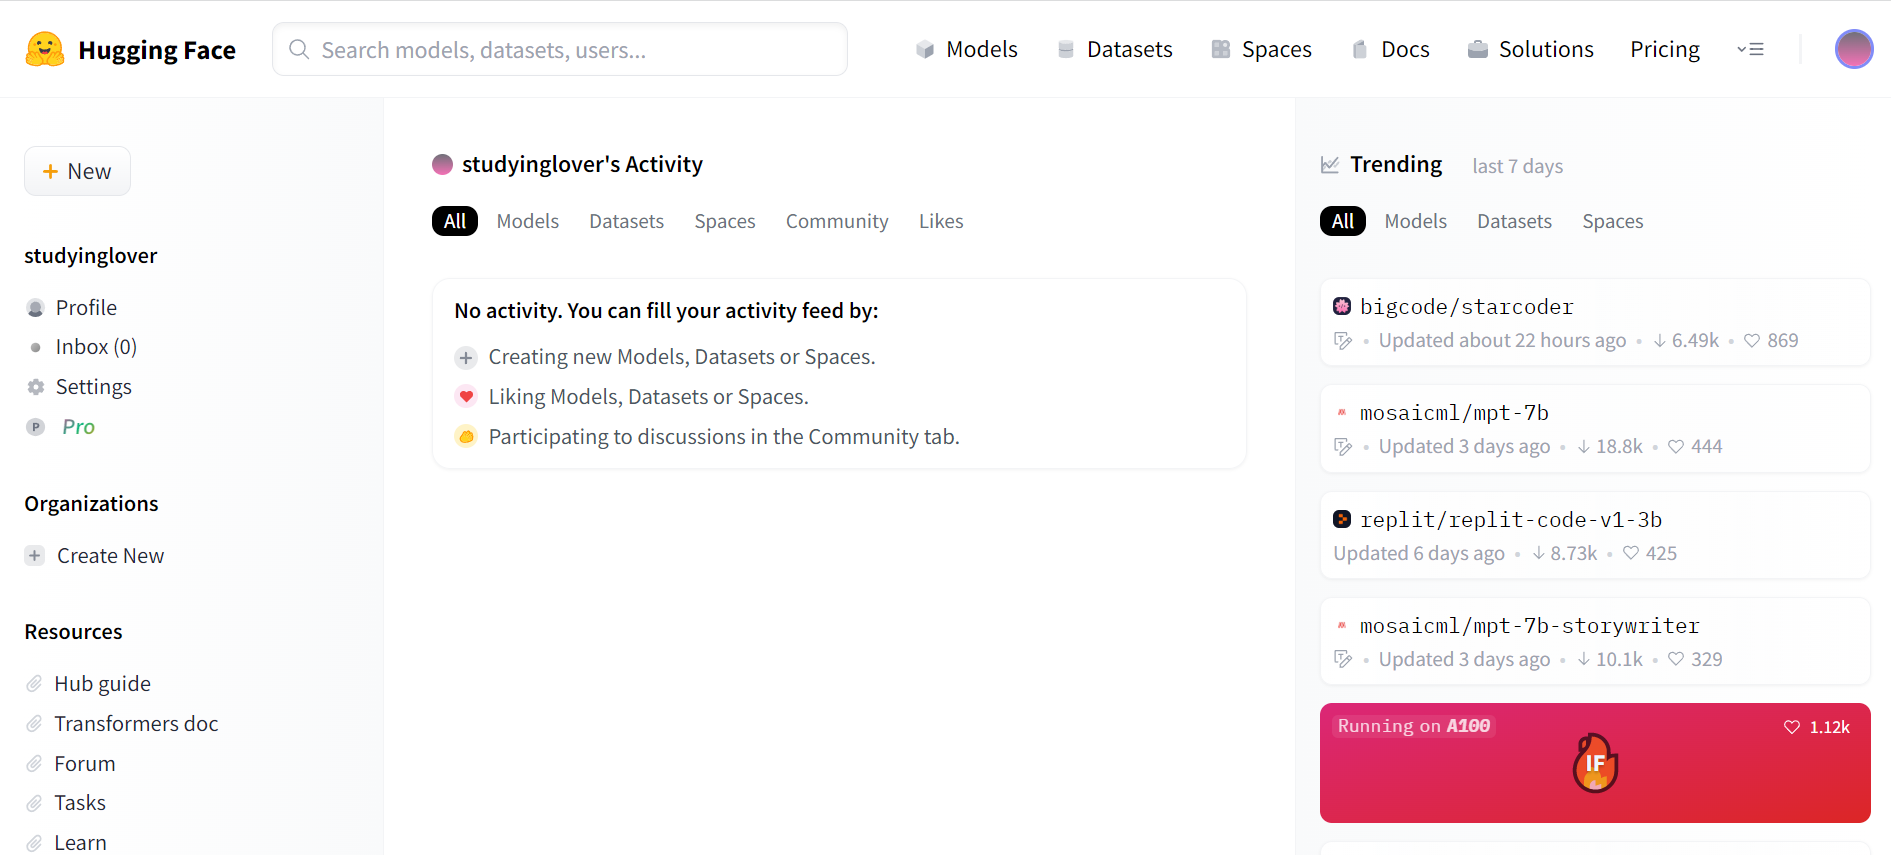 Hugging Face
Search models, datasets, users...
Models
Datasets
Spaces
Docs
Solutions
Pricing
+ New
studyinglover
Profile
Inbox (0)
Settings
P Pro
Organizations
+ Create New
Resources
Hub guide
Transformers doc
Forum
Tasks
Learn
studyinglover's Activity
All Models Datasets Spaces Community Likes
No activity. You can fill your activity feed by:
Creating new Models, Datasets or Spaces.
Liking Models, Datasets or Spaces.
Participating to discussions in the Community tab.
Trending last 7 days
All Models Datasets Spaces
bigcode/starcoder
• Updated about 22 hours ago • ↓ 6.49k • ♡ 869
mosaicml/mpt-7b
• Updated 3 days ago • ↓ 18.8k • ♡ 444
replit/replit-code-v1-3b
Updated 6 days ago • ↓ 8.73k • ♡ 425
mosaicml/mpt-7b-storywriter
• Updated 3 days ago • ↓ 10.1k • ♡ 329
Running on A100
♡ 1.12k
IF